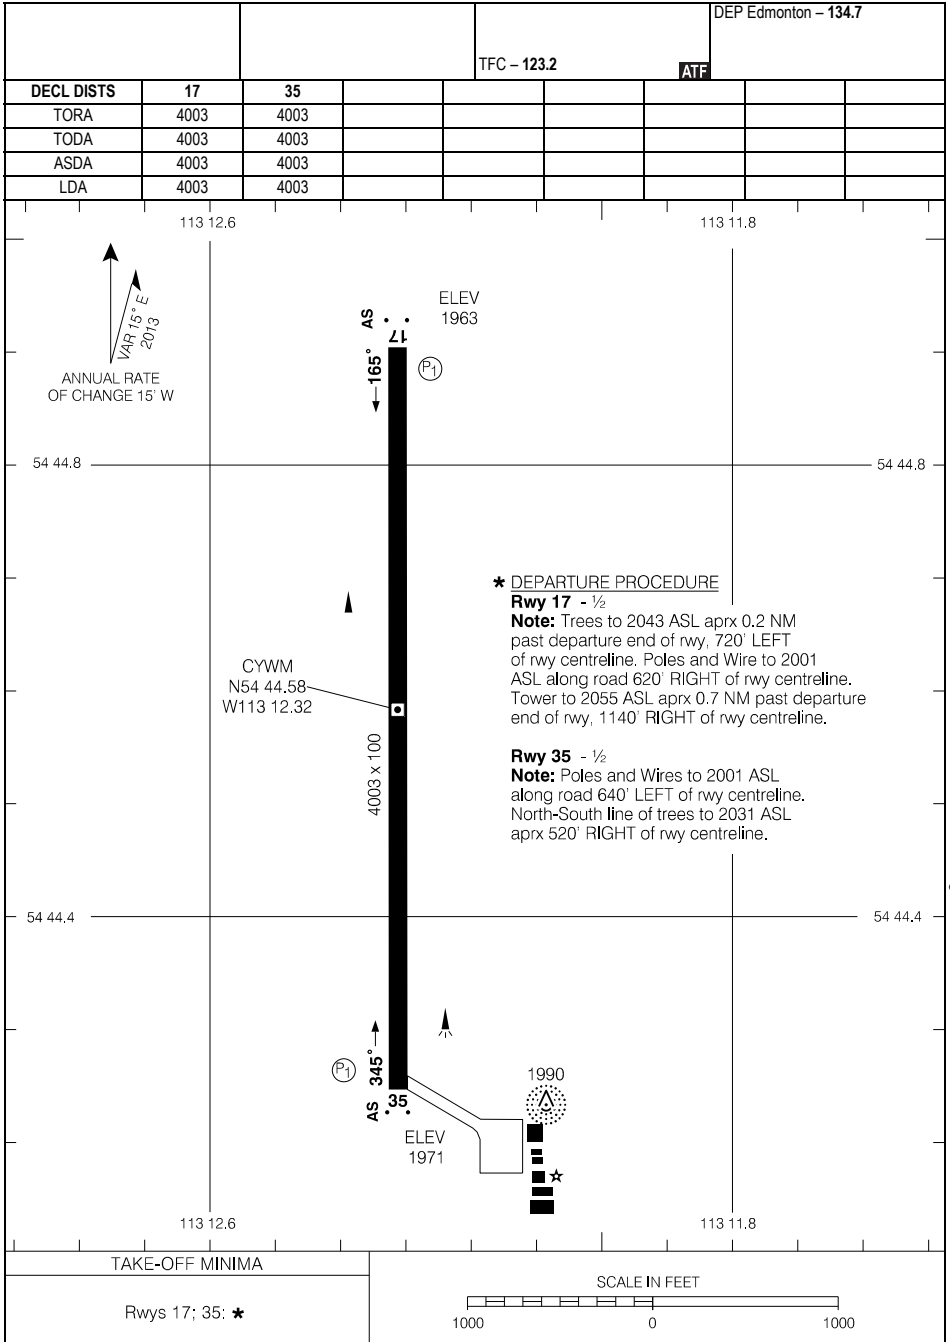 DEP Edmonton – 134.7
TFC – 123.2
ATF
DECL DISTS 17 35
TORA 4003 4003
TODA 4003 4003
ASDA 4003 4003
LDA 4003 4003
113 12.6 113 11.8
VAR 15° E
2013
ANNUAL RATE
OF CHANGE 15' W
ELEV
1963
AS
17
165°
P1
54 44.8 54 44.8
* DEPARTURE PROCEDURE
Rwy 17 - ½
Note: Trees to 2043 ASL aprx 0.2 NM
past departure end of rwy, 720' LEFT
of rwy centreline. Poles and Wire to 2001
ASL along road 620' RIGHT of rwy centreline.
Tower to 2055 ASL aprx 0.7 NM past departure
end of rwy, 1140' RIGHT of rwy centreline.
CYWM
N54 44.58
W113 12.32
4003 x 100
Rwy 35 - ½
Note: Poles and Wires to 2001 ASL
along road 640' LEFT of rwy centreline.
North-South line of trees to 2031 ASL
aprx 520' RIGHT of rwy centreline.
54 44.4 54 44.4
P1
345°
AS
35
1990
ELEV
1971
113 12.6 113 11.8
TAKE-OFF MINIMA
Rwys 17; 35: *
SCALE IN FEET
1000 0 1000